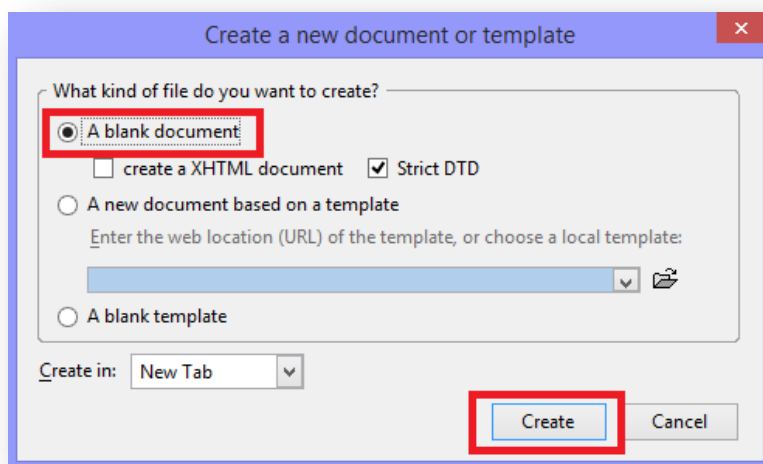 Create a new document or template
What kind of file do you want to create?
A blank document
create a XHTML document Strict DTD
A new document based on a template
Enter the web location (URL) of the template, or choose a local template:
A blank template
Create in: New Tab
Create Cancel